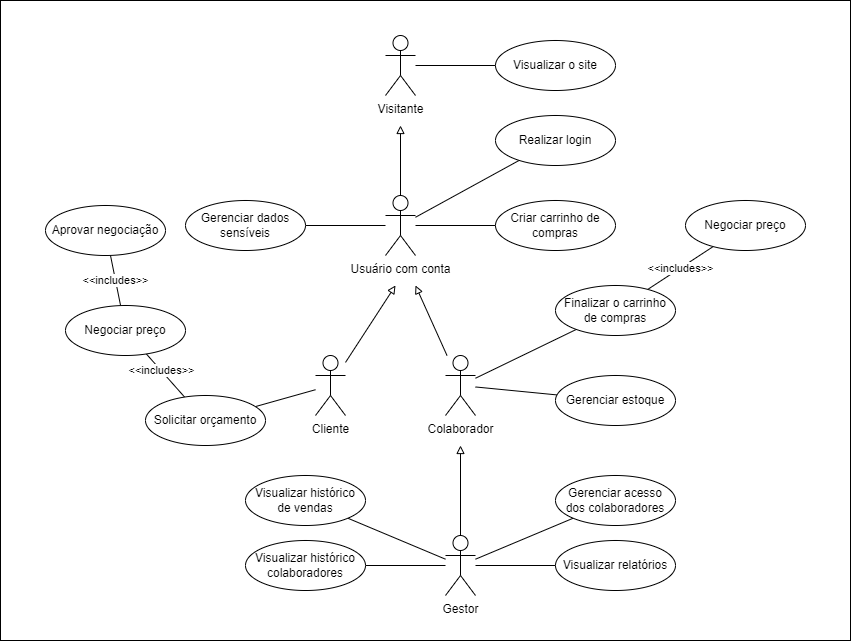 Visualizar o site
Visitante
Realizar login
Gerenciar dados
sensíveis
Criar carrinho de
compras
Negociar preço
Aprovar negociação
Usuário com conta
<<includes>>
<<includes>>
Finalizar o carrinho
de compras
Negociar preço
<<includes>>
Gerenciar estoque
Solicitar orçamento
Cliente
Colaborador
Visualizar histórico
de vendas
Gerenciar acesso
dos colaboradores
Visualizar histórico
colaboradores
Visualizar relatórios
Gestor